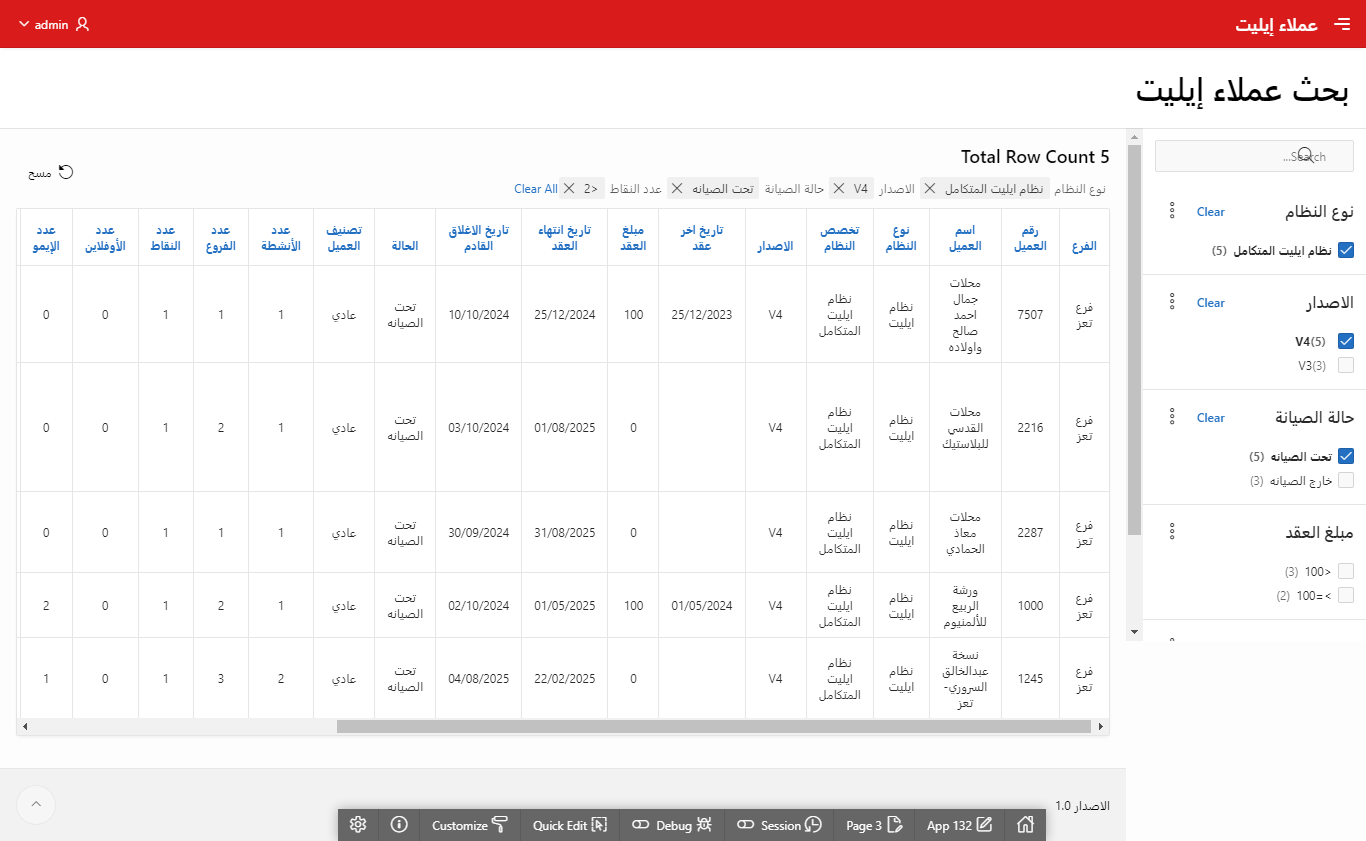 عملاء إيليت
admin
بحث عملاء إيليت
Search...
نوع النظام
Clear
نظام ايليت المتكامل (5)
الاصدار
Clear
V4(5)
V3(3)
حالة الصيانة
Clear
تحت الصيانه (5)
خارج الصيانه (3)
مبلغ العقد
<100 (3)
>=100 (2)
Total Row Count 5
مسح
نوع النظام نظام ايليت المتكامل الاصدار V4 حالة الصيانة تحت الصيانه عدد النقاط <2 Clear All
الفرع | رقم العميل | اسم العميل | نوع النظام | تخصص النظام | الاصدار | تاريخ اخر عقد | مبلغ العقد | تاريخ انتهاء العقد | تاريخ الاغلاق القادم | الحالة | تصنيف العميل | عدد الأنشطة | عدد الفروع | عدد النقاط | عدد الأوفلاين | عدد الإيمو
فرع تعز | 7507 | محلات جمال احمد صالح واولاده | نظام ايليت | نظام ايليت المتكامل | V4 | 25/12/2023 | 100 | 25/12/2024 | 10/10/2024 | تحت الصيانه | عادي | 1 | 1 | 1 | 0 | 0
فرع تعز | 2216 | محلات القدسي للبلاستيك | نظام ايليت | نظام ايليت المتكامل | V4 | 0 | 01/08/2025 | 03/10/2024 | تحت الصيانه | عادي | 1 | 2 | 1 | 0 | 0
فرع تعز | 2287 | محلات معاذ الحمادي | نظام ايليت | نظام ايليت المتكامل | V4 | 0 | 31/08/2025 | 30/09/2024 | تحت الصيانه | عادي | 1 | 1 | 1 | 0 | 0
فرع تعز | 1000 | ورشة الربيع للألمنيوم | نظام ايليت | نظام ايليت المتكامل | V4 | 01/05/2024 | 100 | 01/05/2025 | 02/10/2024 | تحت الصيانه | عادي | 1 | 2 | 1 | 0 | 2
فرع تعز | 1245 | نسخة عبدالخالق السروري- تعز | نظام ايليت | نظام ايليت المتكامل | V4 | 0 | 22/02/2025 | 04/08/2025 | تحت الصيانه | عادي | 2 | 3 | 1 | 0 | 1
الاصدار 1.0
App 132
Page 3
Session
Debug
Quick Edit
Customize